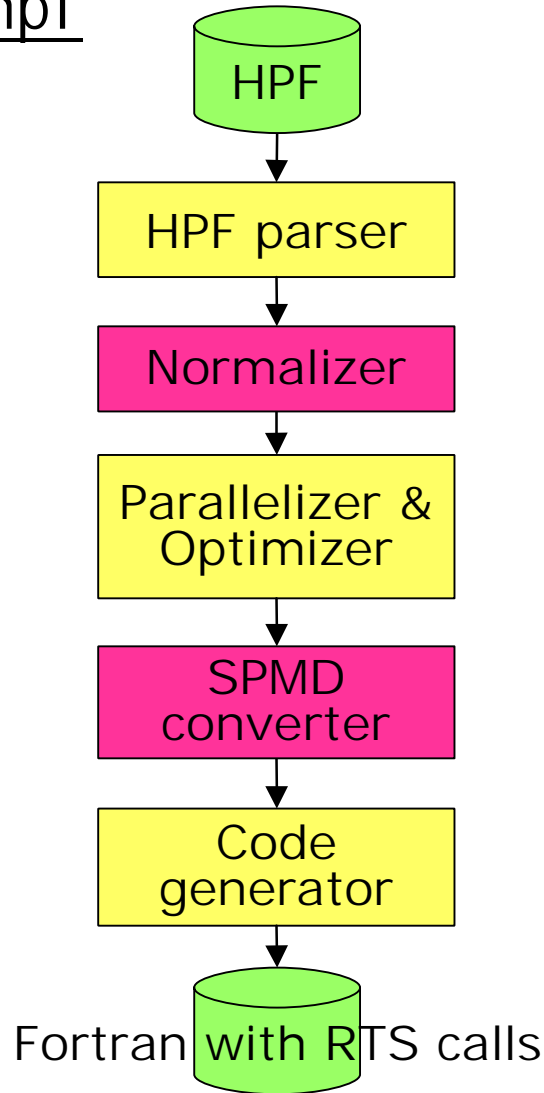 HPF
HPF parser
Normalizer
Parallelizer &
Optimizer
SPMD
converter
Code
generator
Fortran with RTS calls